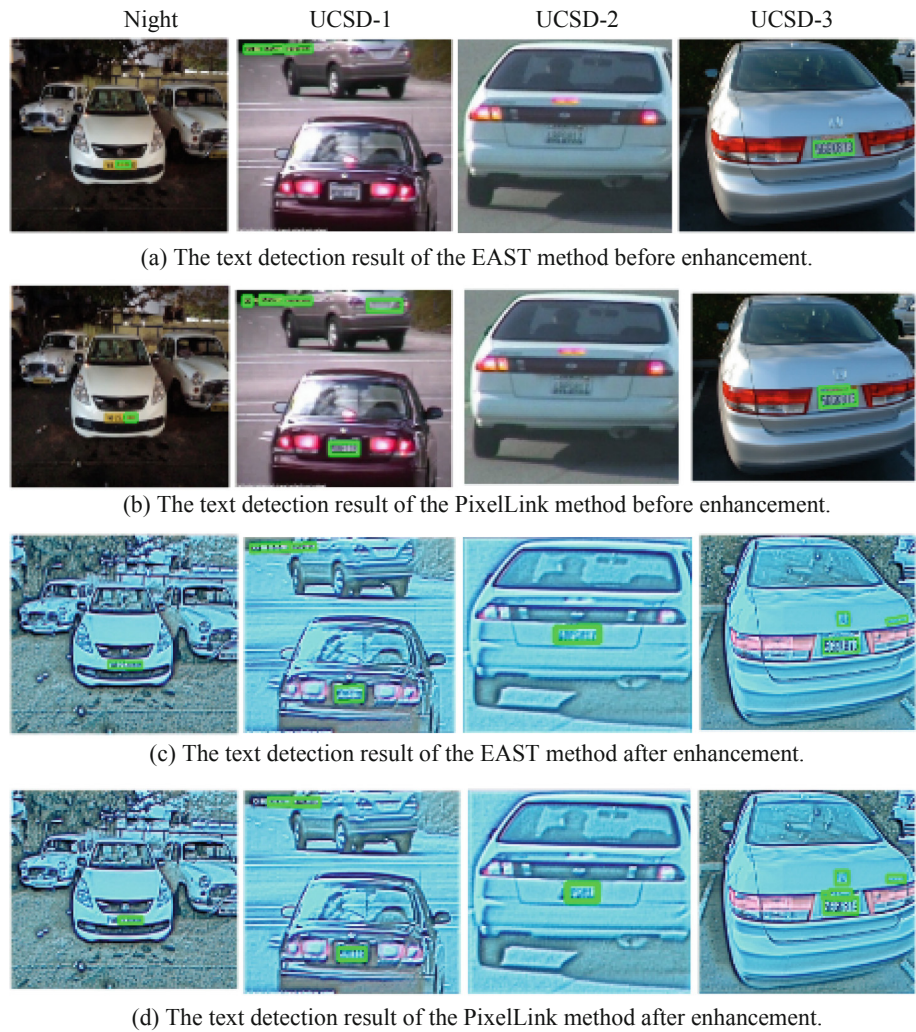 Night UCSD-1 UCSD-2 UCSD-3
(a) The text detection result of the EAST method before enhancement.
(b) The text detection result of the PixelLink method before enhancement.
(c) The text detection result of the EAST method after enhancement.
(d) The text detection result of the PixelLink method after enhancement.